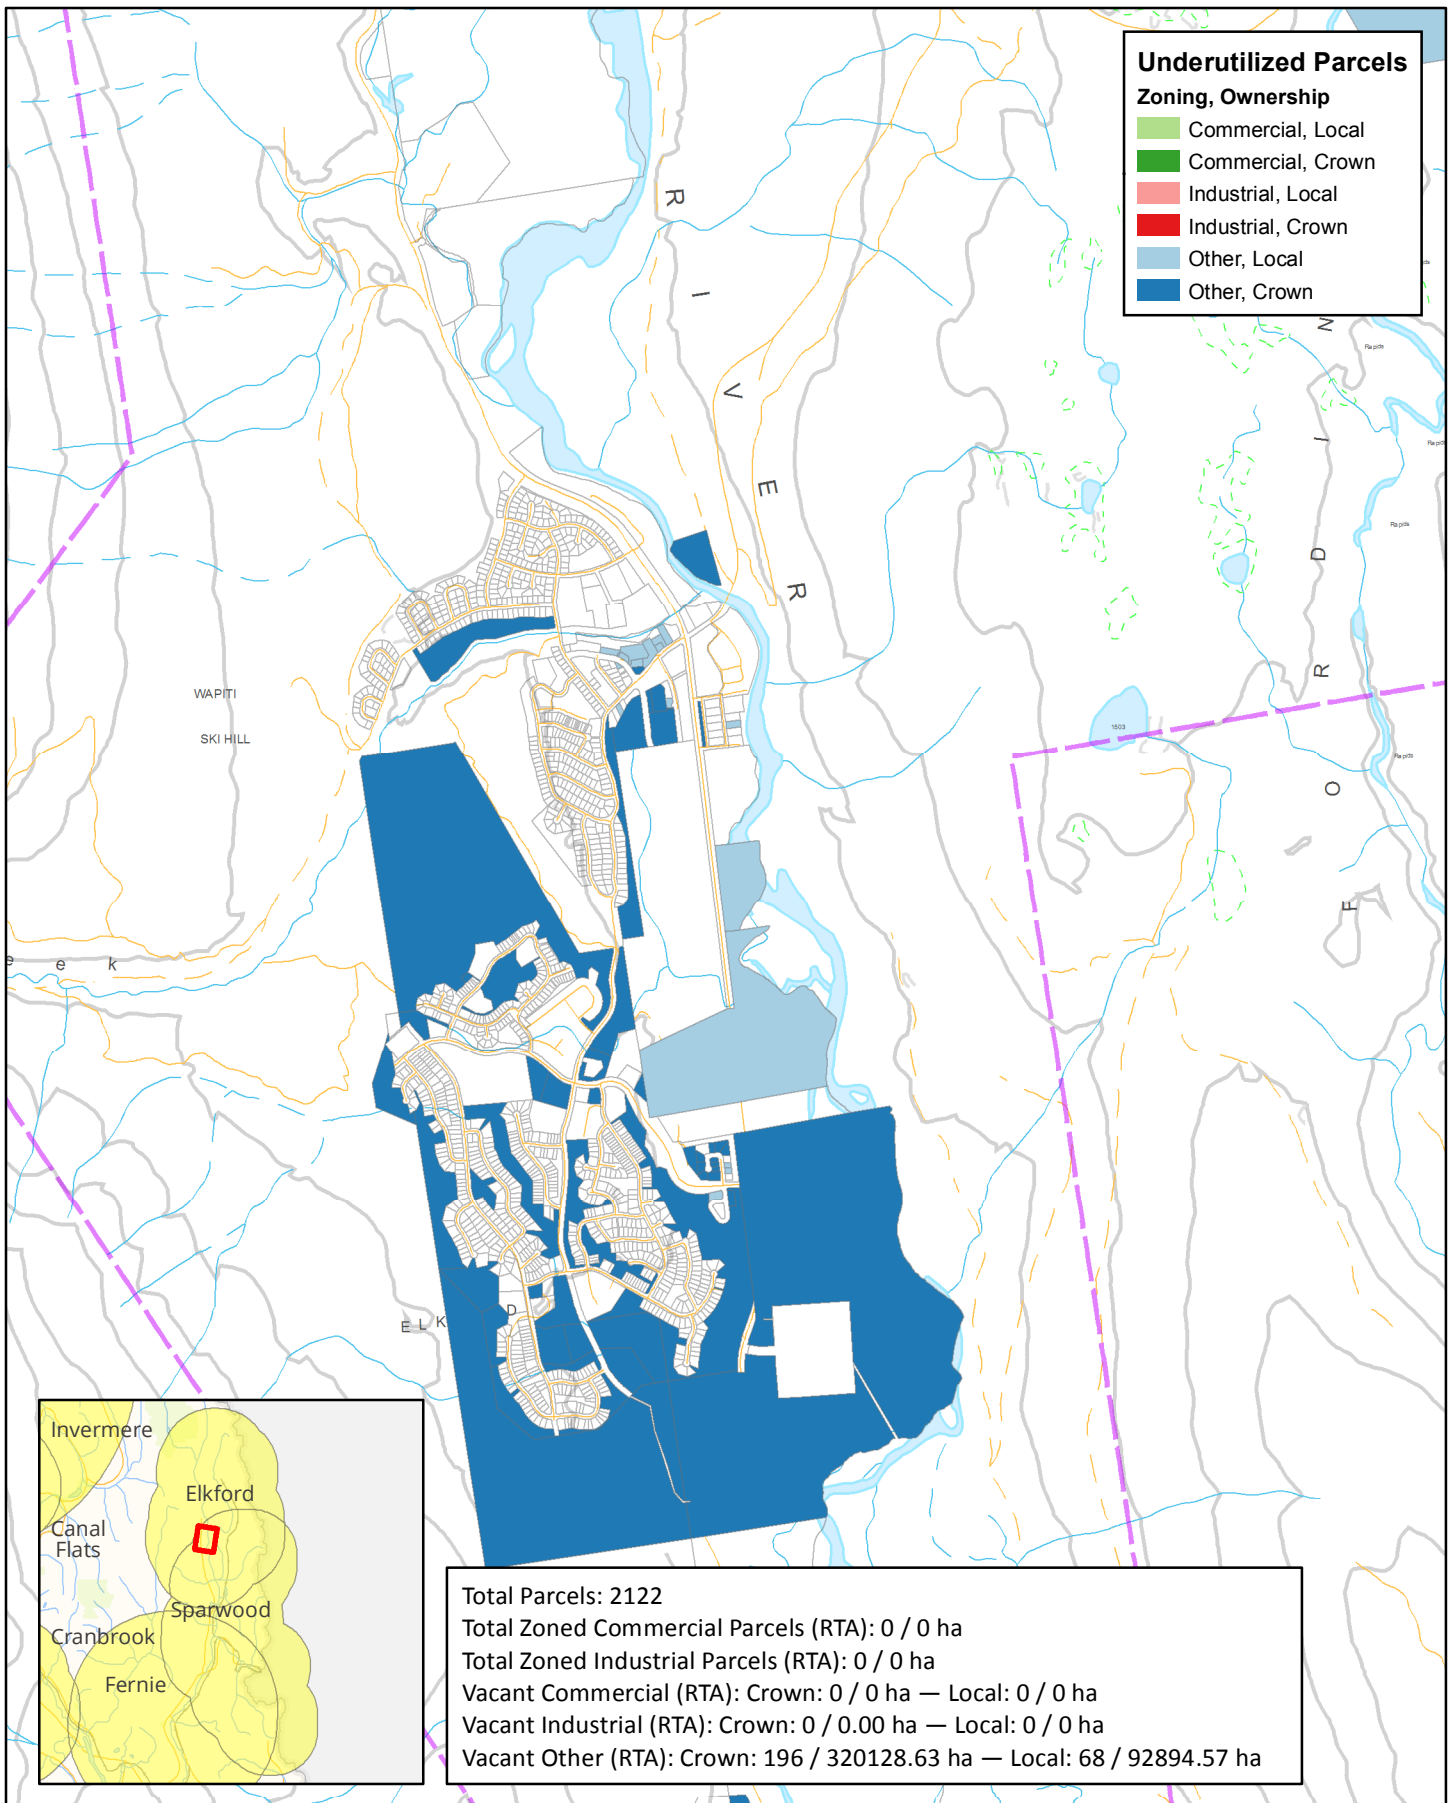 Underutilized Parcels
Zoning, Ownership
Commercial, Local
Commercial, Crown
Industrial, Local
Industrial, Crown
Other, Local
Other, Crown
R
I
V
E
R
N
I
D
R
O
F
Rapids
Rapids
Rapids
WAPITI
SKI HILL
1503
e e k
E L K
D
Invermere
Elkford
Canal
Flats
Sparwood
Cranbrook
Fernie
Total Parcels: 2122
Total Zoned Commercial Parcels (RTA): 0 / 0 ha
Total Zoned Industrial Parcels (RTA): 0 / 0 ha
Vacant Commercial (RTA): Crown: 0 / 0 ha — Local: 0 / 0 ha
Vacant Industrial (RTA): Crown: 0 / 0.00 ha — Local: 0 / 0 ha
Vacant Other (RTA): Crown: 196 / 320128.63 ha — Local: 68 / 92894.57 ha